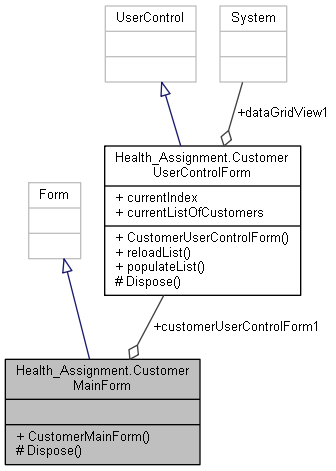 UserControl
System
+dataGridView1
Health_Assignment.Customer
UserControlForm
+ currentIndex
+ currentListOfCustomers
+ CustomerUserControlForm()
+ reloadList()
+ populateList()
# Dispose()
Form
+customerUserControlForm1
Health_Assignment.Customer
MainForm
+ CustomerMainForm()
# Dispose()